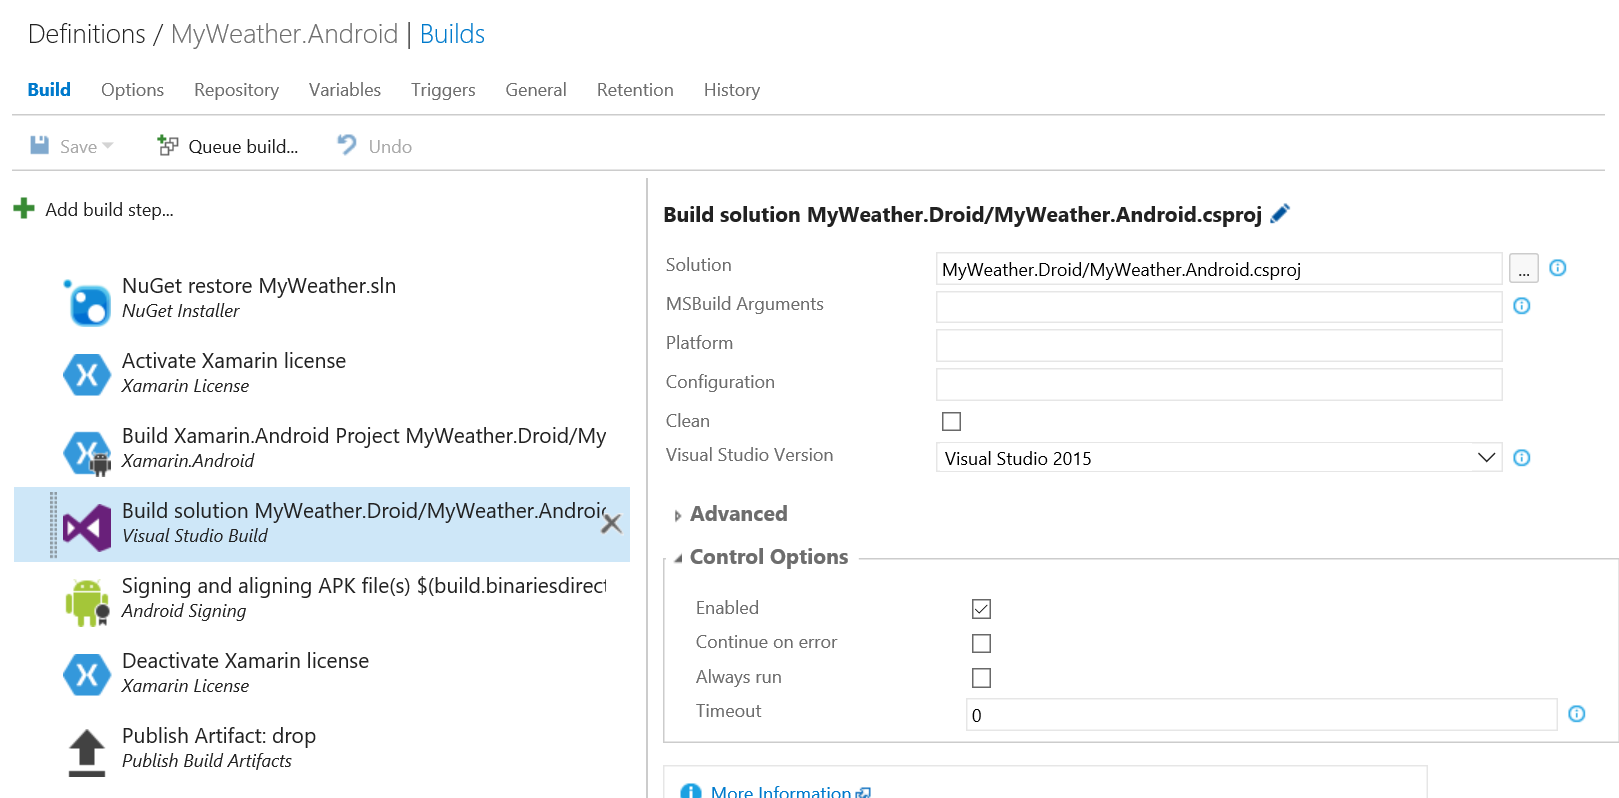 Definitions / MyWeather.Android | Builds
Build Options Repository Variables Triggers General Retention History
Save Queue build... Undo
Add build step...
NuGet restore MyWeather.sln
NuGet Installer
Activate Xamarin license
Xamarin License
Build Xamarin.Android Project MyWeather.Droid/My
Xamarin.Android
Build solution MyWeather.Droid/MyWeather.Android
Visual Studio Build
Signing and aligning APK file(s) $(build.binariesdirect
Android Signing
Deactivate Xamarin license
Xamarin License
Publish Artifact: drop
Publish Build Artifacts
Build solution MyWeather.Droid/MyWeather.Android.csproj
Solution MyWeather.Droid/MyWeather.Android.csproj ...
MSBuild Arguments
Platform
Configuration
Clean
Visual Studio Version Visual Studio 2015
Advanced
Control Options
Enabled
Continue on error
Always run
Timeout 0
More Information